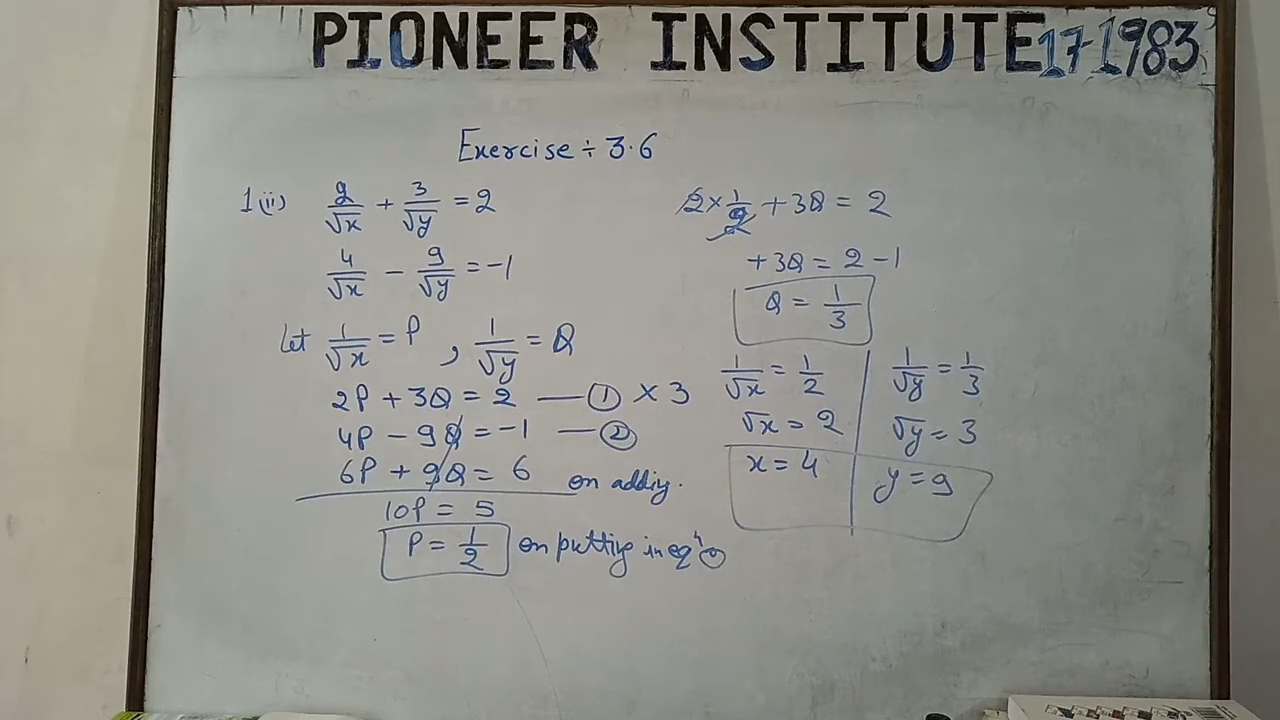 PIONEER INSTITUTE 17-1983
Exercise ÷ 3.6
1(ii) 2/√x + 3/√y = 2
4/√x − 9/√y = −1
let 1/√x = P , 1/√y = Q
2P + 3Q = 2 — ① × 3
4P − 9Q = −1 — ②
6P + 9Q = 6 on adding.
10P = 5
P = 1/2 on putting in eqⁿ ①
2 × 1/2 + 3Q = 2
+3Q = 2 − 1
Q = 1/3
1/√x = 1/2 1/√y = 1/3
√x = 2 √y = 3
x = 4 y = 9